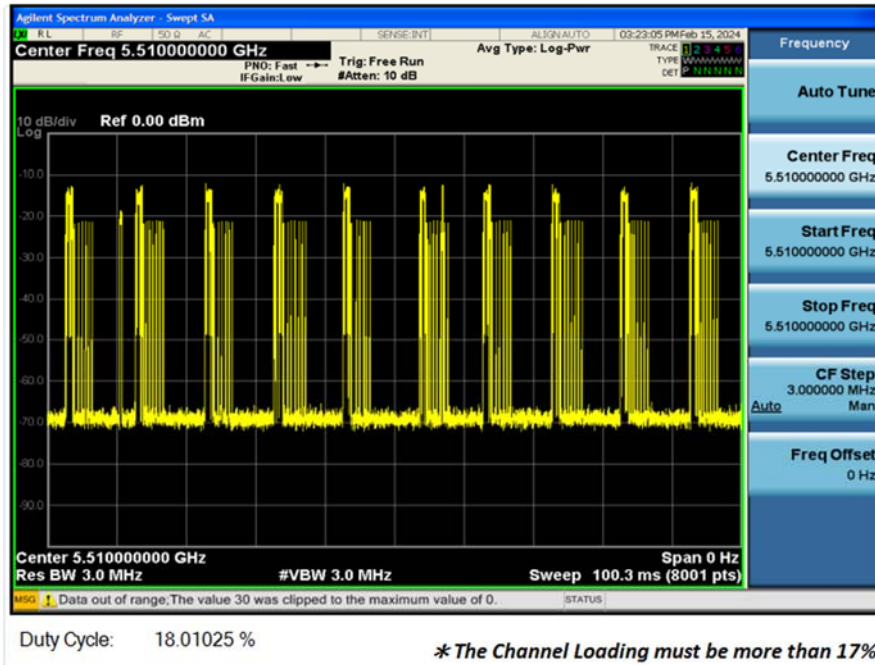 Agilent Spectrum Analyzer - Swept SA
RL RF 50 Ω AC SENSE:INT ALIGN AUTO 03:23:05 PM Feb 15, 2024
Center Freq 5.510000000 GHz
PNO: Fast
IFGain:Low
Trig: Free Run
#Atten: 10 dB
Avg Type: Log-Pwr
TRACE 1 2 3 4 5 6
TYPE WWWWWW
DET P N N N N N
10 dB/div
Log
Ref 0.00 dBm
-10.0
-20.0
-30.0
-40.0
-50.0
-60.0
-70.0
-80.0
-90.0
Center 5.510000000 GHz
Span 0 Hz
Res BW 3.0 MHz
#VBW 3.0 MHz
Sweep 100.3 ms (8001 pts)
MSG Data out of range;The value 30 was clipped to the maximum value of 0. STATUS
Frequency
Auto Tune
Center Freq
5.510000000 GHz
Start Freq
5.510000000 GHz
Stop Freq
5.510000000 GHz
CF Step
3.000000 MHz
Auto Man
Freq Offset
0 Hz
Duty Cycle: 18.01025 %
* The Channel Loading must be more than 17%